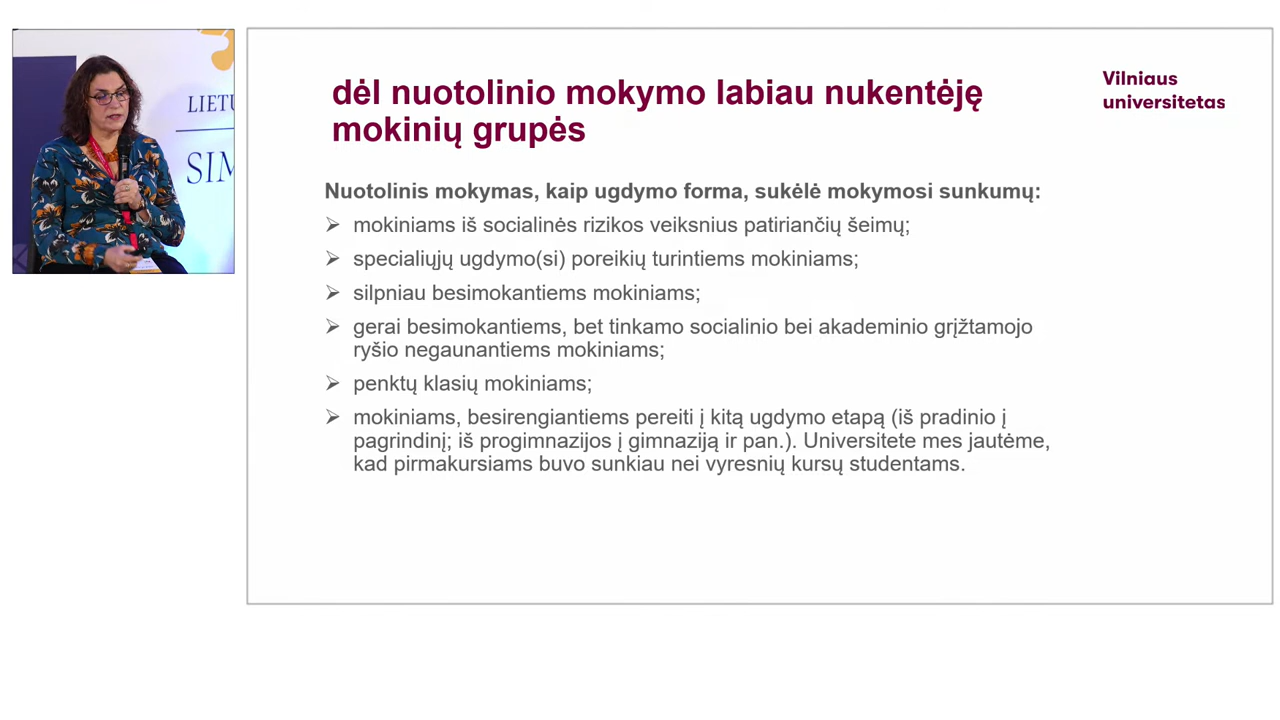 LIETU
SIM
dėl nuotolinio mokymo labiau nukentėję
mokinių grupės
Vilniaus
universitetas
Nuotolinis mokymas, kaip ugdymo forma, sukėlė mokymosi sunkumų:
➢ mokiniams iš socialinės rizikos veiksnius patiriančių šeimų;
➢ specialiųjų ugdymo(si) poreikių turintiems mokiniams;
➢ silpniau besimokantiems mokiniams;
➢ gerai besimokantiems, bet tinkamo socialinio bei akademinio grįžtamojo
ryšio negaunantiems mokiniams;
➢ penktų klasių mokiniams;
➢ mokiniams, besirengiantiems pereiti į kitą ugdymo etapą (iš pradinio į
pagrindinį; iš progimnazijos į gimnaziją ir pan.). Universitete mes jautėme,
kad pirmakursiams buvo sunkiau nei vyresnių kursų studentams.